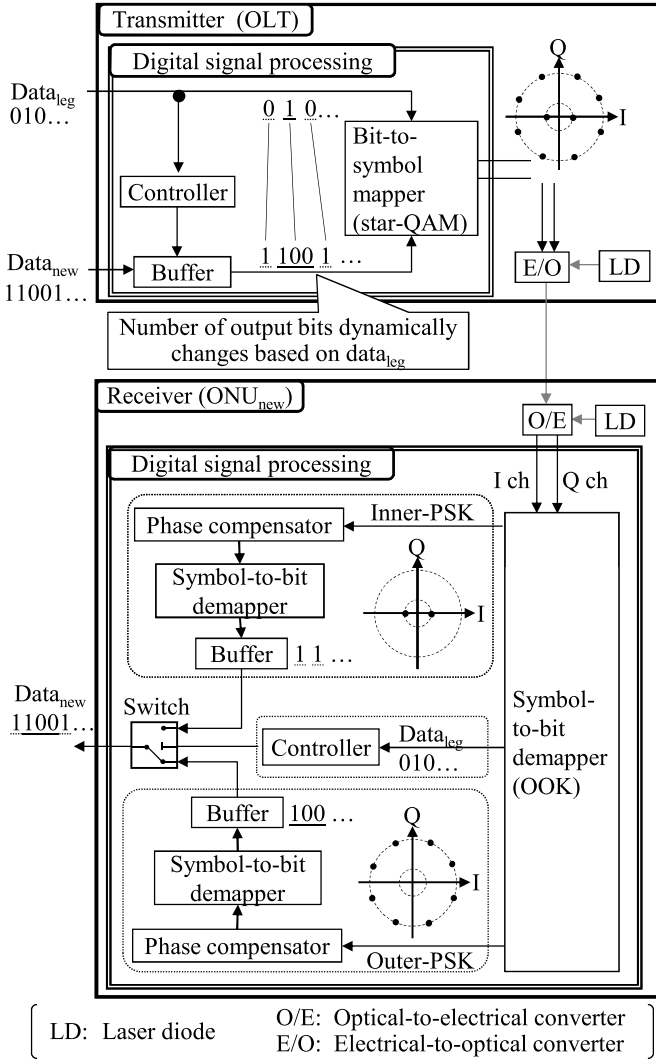 Transmitter (OLT)
Digital signal processing
Data_leg
010...
0 1 0...
Bit-to-
symbol
mapper
(star-QAM)
Q
I
Controller
Data_new
11001...
Buffer
1 100 1 ...
E/O
LD
Number of output bits dynamically
changes based on data_leg
Receiver (ONU_new)
O/E
LD
Digital signal processing
I ch
Q ch
Phase compensator
Inner-PSK
Symbol-to-bit
demapper
Q
I
Buffer
1 1 ...
Data_new
11001...
Switch
Controller
Data_leg
010...
Symbol-
to-bit
demapper
(OOK)
Buffer
100 ...
Q
I
Symbol-to-bit
demapper
Phase compensator
Outer-PSK
LD: Laser diode
O/E: Optical-to-electrical converter
E/O: Electrical-to-optical converter